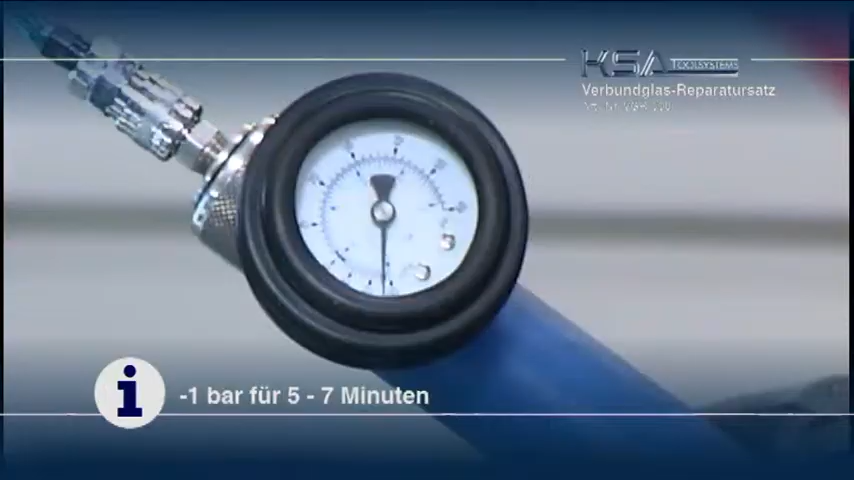 KSA TOOLSYSTEMS
Verbundglas-Reparatursatz
i
-1 bar für 5 - 7 Minuten